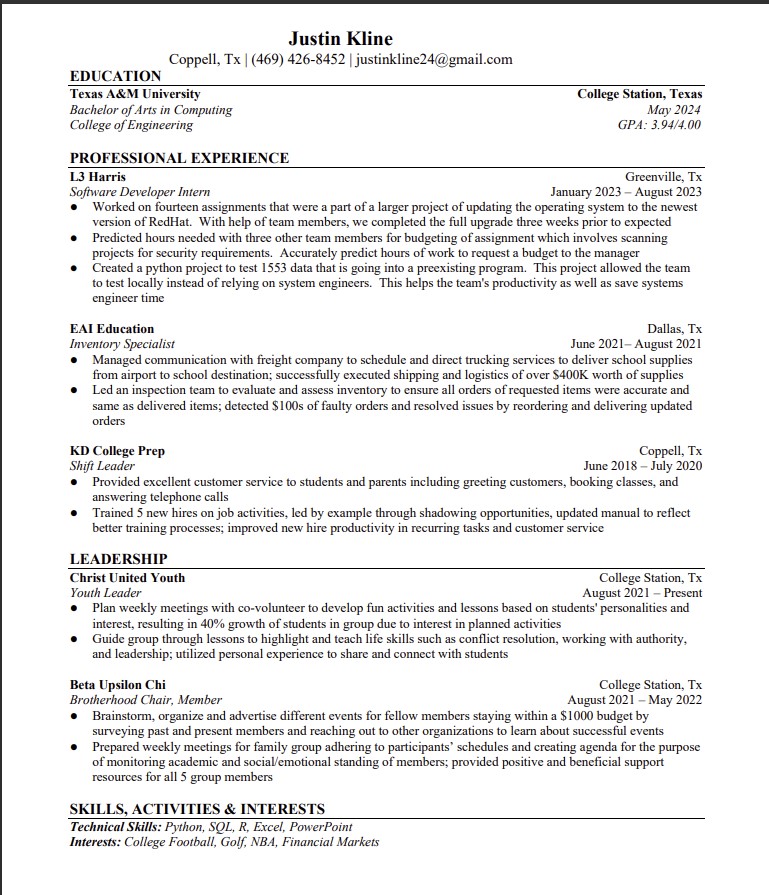 Justin Kline
Coppell, Tx | (469) 426-8452 | justinkline24@gmail.com
EDUCATION
Texas A&M University College Station, Texas
Bachelor of Arts in Computing May 2024
College of Engineering GPA: 3.94/4.00
PROFESSIONAL EXPERIENCE
L3 Harris Greenville, Tx
Software Developer Intern January 2023 – August 2023
● Worked on fourteen assignments that were a part of a larger project of updating the operating system to the newest
version of RedHat. With help of team members, we completed the full upgrade three weeks prior to expected
● Predicted hours needed with three other team members for budgeting of assignment which involves scanning
projects for security requirements. Accurately predict hours of work to request a budget to the manager
● Created a python project to test 1553 data that is going into a preexisting program. This project allowed the team
to test locally instead of relying on system engineers. This helps the team's productivity as well as save systems
engineer time
EAI Education Dallas, Tx
Inventory Specialist June 2021– August 2021
● Managed communication with freight company to schedule and direct trucking services to deliver school supplies
from airport to school destination; successfully executed shipping and logistics of over $400K worth of supplies
● Led an inspection team to evaluate and assess inventory to ensure all orders of requested items were accurate and
same as delivered items; detected $100s of faulty orders and resolved issues by reordering and delivering updated
orders
KD College Prep Coppell, Tx
Shift Leader June 2018 – July 2020
● Provided excellent customer service to students and parents including greeting customers, booking classes, and
answering telephone calls
● Trained 5 new hires on job activities, led by example through shadowing opportunities, updated manual to reflect
better training processes; improved new hire productivity in recurring tasks and customer service
LEADERSHIP
Christ United Youth College Station, Tx
Youth Leader August 2021 – Present
● Plan weekly meetings with co-volunteer to develop fun activities and lessons based on students' personalities and
interest, resulting in 40% growth of students in group due to interest in planned activities
● Guide group through lessons to highlight and teach life skills such as conflict resolution, working with authority,
and leadership; utilized personal experience to share and connect with students
Beta Upsilon Chi College Station, Tx
Brotherhood Chair, Member August 2021 – May 2022
● Brainstorm, organize and advertise different events for fellow members staying within a $1000 budget by
surveying past and present members and reaching out to other organizations to learn about successful events
● Prepared weekly meetings for family group adhering to participants’ schedules and creating agenda for the purpose
of monitoring academic and social/emotional standing of members; provided positive and beneficial support
resources for all 5 group members
SKILLS, ACTIVITIES & INTERESTS
Technical Skills: Python, SQL, R, Excel, PowerPoint
Interests: College Football, Golf, NBA, Financial Markets